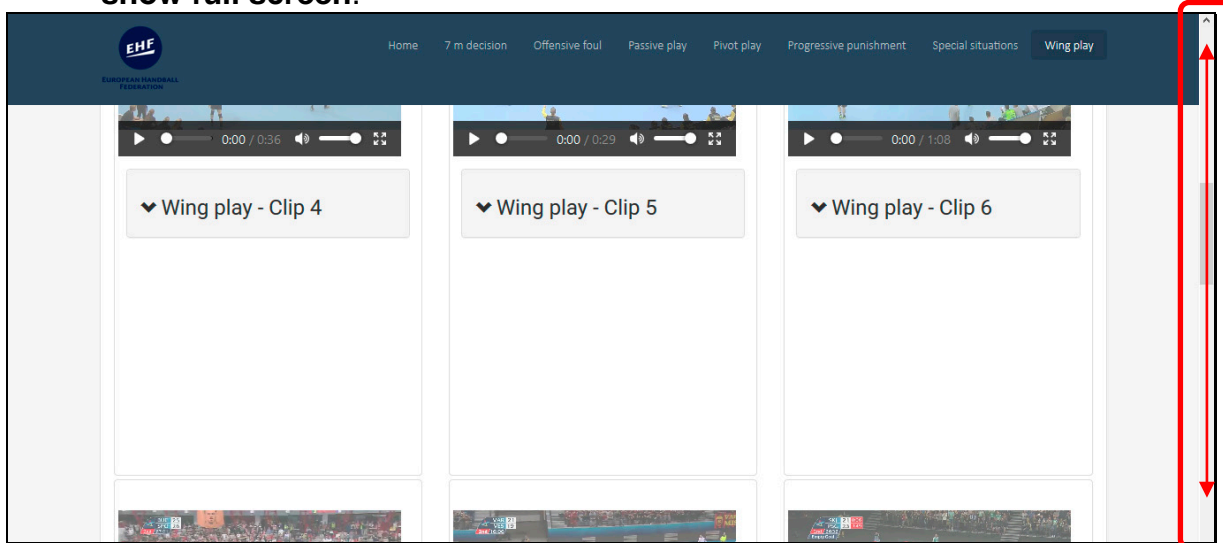 show full screen.
EHF
EUROPEAN HANDBALL
FEDERATION
Home 7 m decision Offensive foul Passive play Pivot play Progressive punishment Special situations Wing play
0:00 / 0:36 0:00 / 0:29 0:00 / 1:08
Wing play - Clip 4 Wing play - Clip 5 Wing play - Clip 6